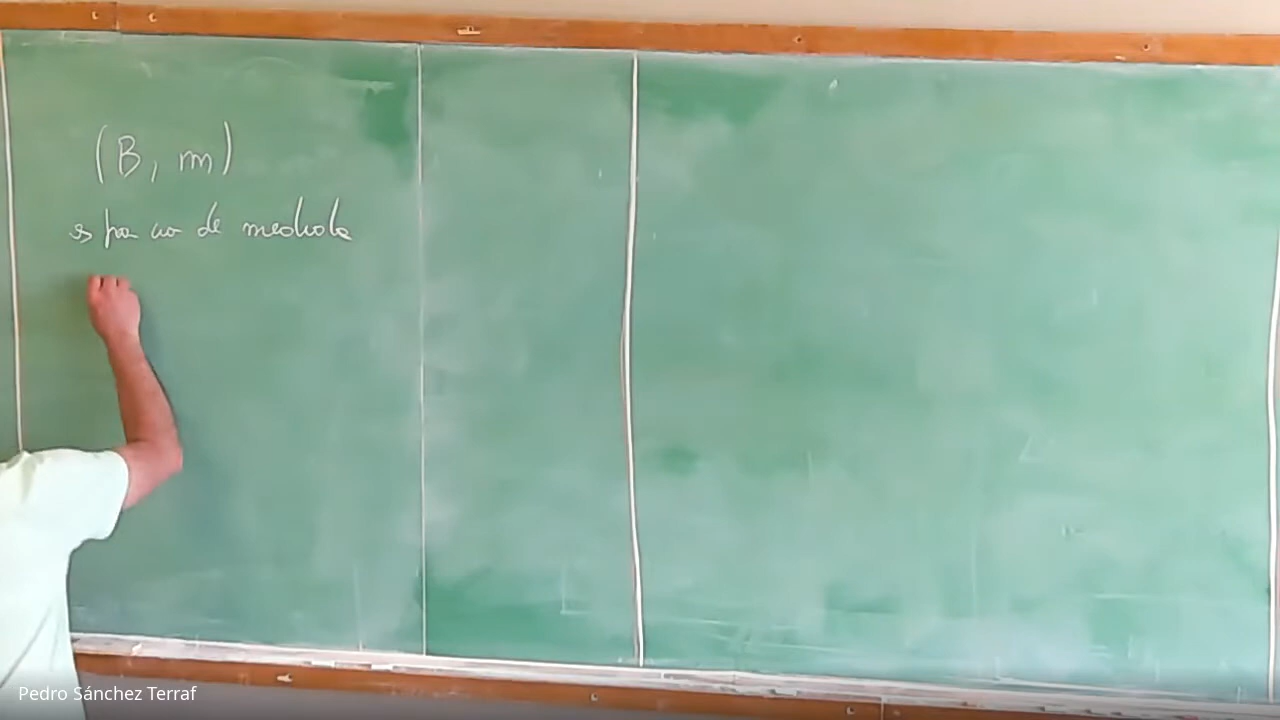 (B, m)
espacio de medida
Pedro Sánchez Terraf